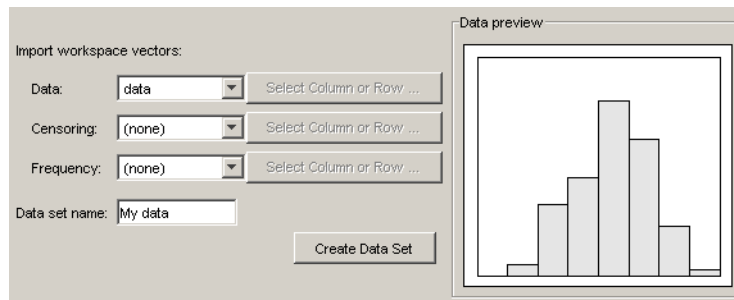 Data preview
Import workspace vectors:
Data: data Select Column or Row ...
Censoring: (none) Select Column or Row ...
Frequency: (none) Select Column or Row ...
Data set name: My data
Create Data Set